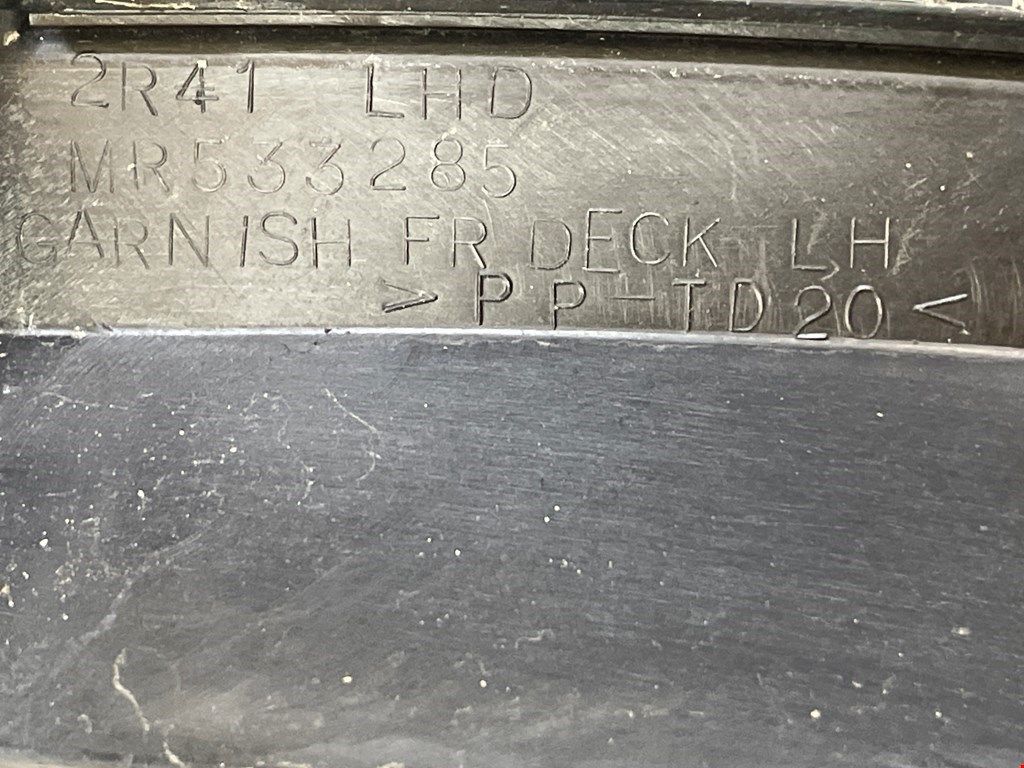 2R41 LHD
MR533285
GARNISH FR DECK LH
>PP-TD20<